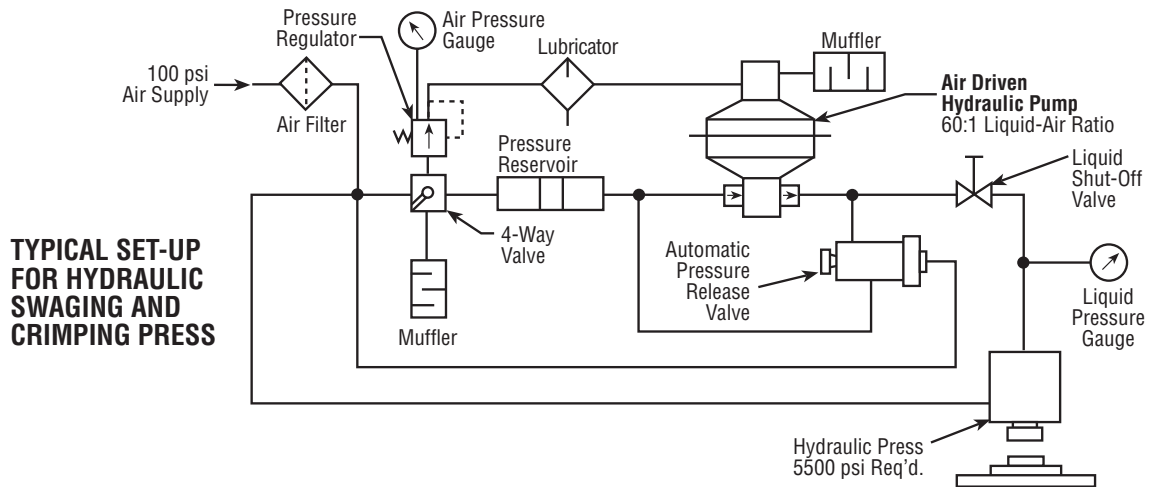 Pressure
Regulator
Air Pressure
Gauge
Lubricator
Muffler
100 psi
Air Supply
Air Filter
Air Driven
Hydraulic Pump
60:1 Liquid-Air Ratio
Pressure
Reservoir
Liquid
Shut-Off
Valve
4-Way
Valve
TYPICAL SET-UP
FOR HYDRAULIC
SWAGING AND
CRIMPING PRESS
Automatic
Pressure
Release
Valve
Muffler
Liquid
Pressure
Gauge
Hydraulic Press
5500 psi Req’d.